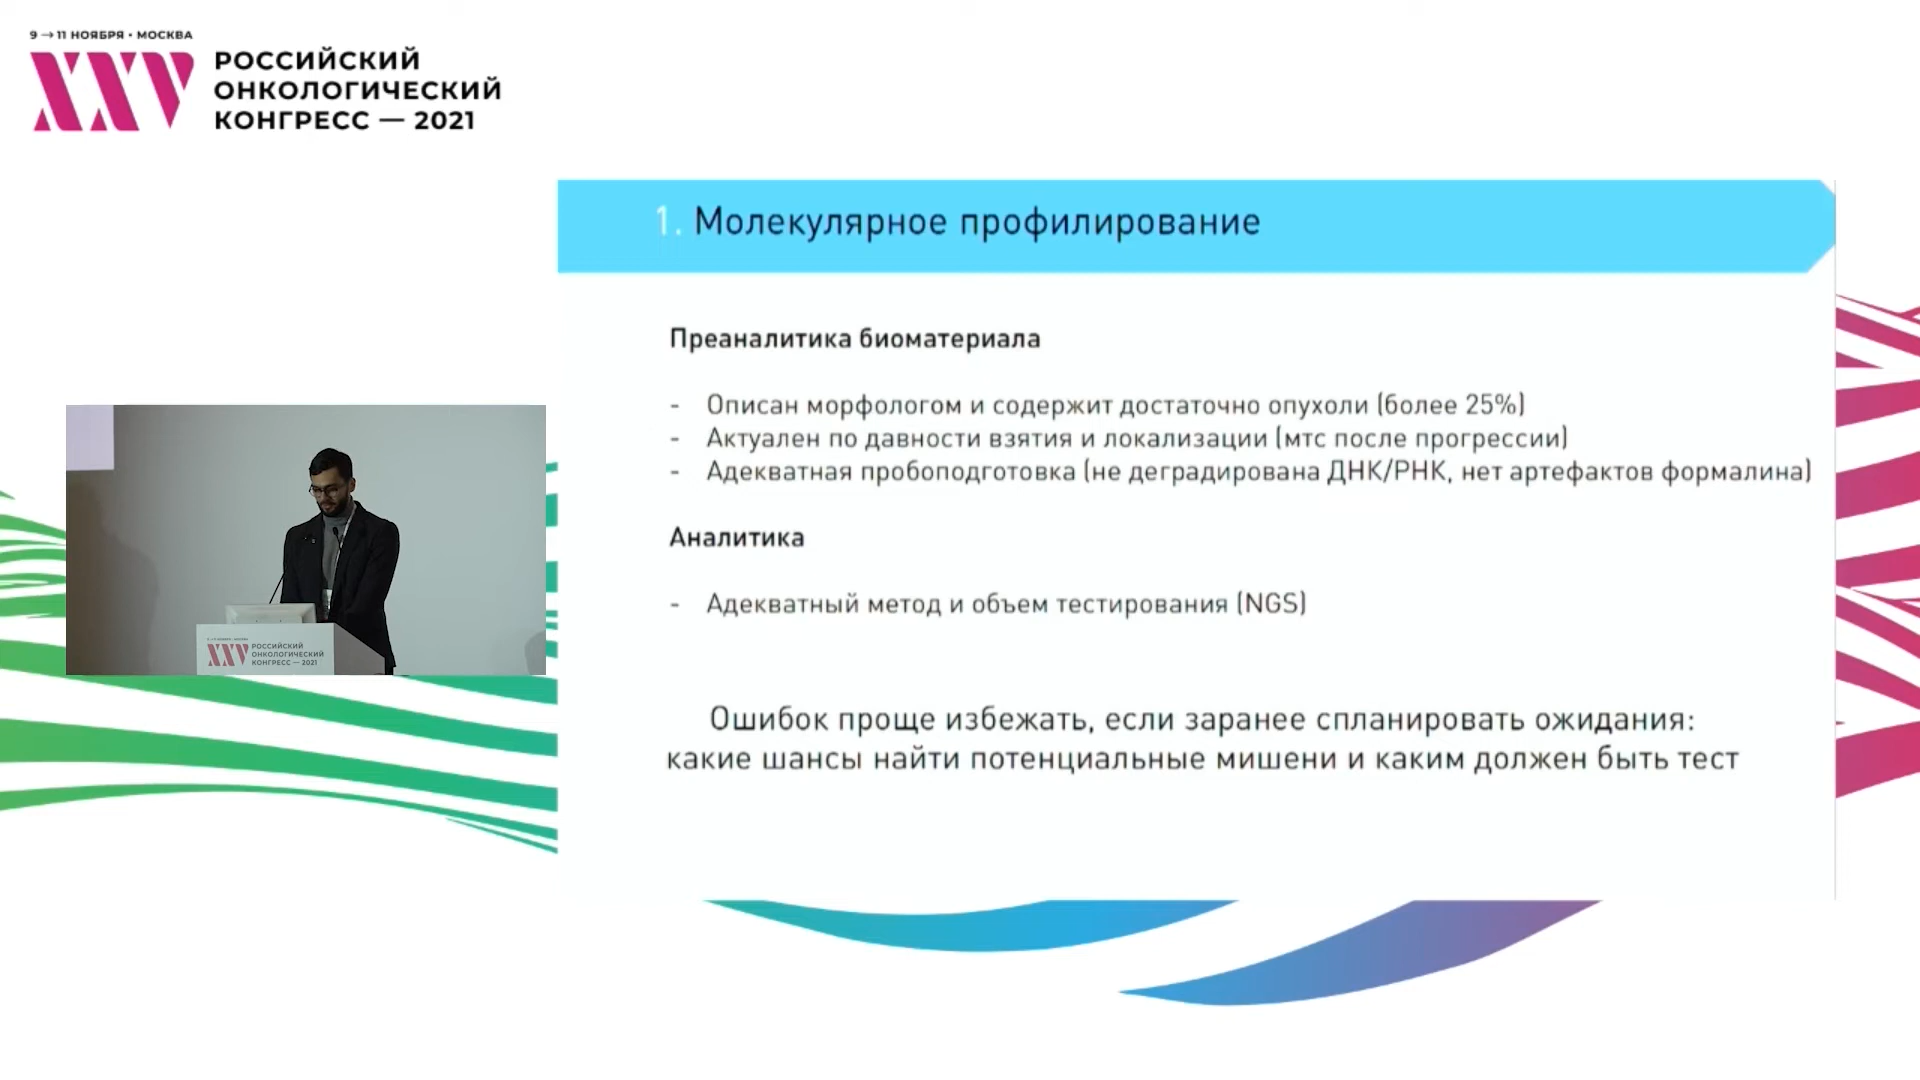 9 → 11 НОЯБРЯ • МОСКВА
XXV
РОССИЙСКИЙ
ОНКОЛОГИЧЕСКИЙ
КОНГРЕСС — 2021
1. Молекулярное профилирование
Преаналитика биоматериала
- Описан морфологом и содержит достаточно опухоли (более 25%)
- Актуален по давности взятия и локализации (мтс после прогрессии)
- Адекватная пробоподготовка (не деградирована ДНК/РНК, нет артефактов формалина)
Аналитика
- Адекватный метод и объем тестирования (NGS)
Ошибок проще избежать, если заранее спланировать ожидания:
какие шансы найти потенциальные мишени и каким должен быть тест
XXV
РОССИЙСКИЙ
ОНКОЛОГИЧЕСКИЙ
КОНГРЕСС — 2021